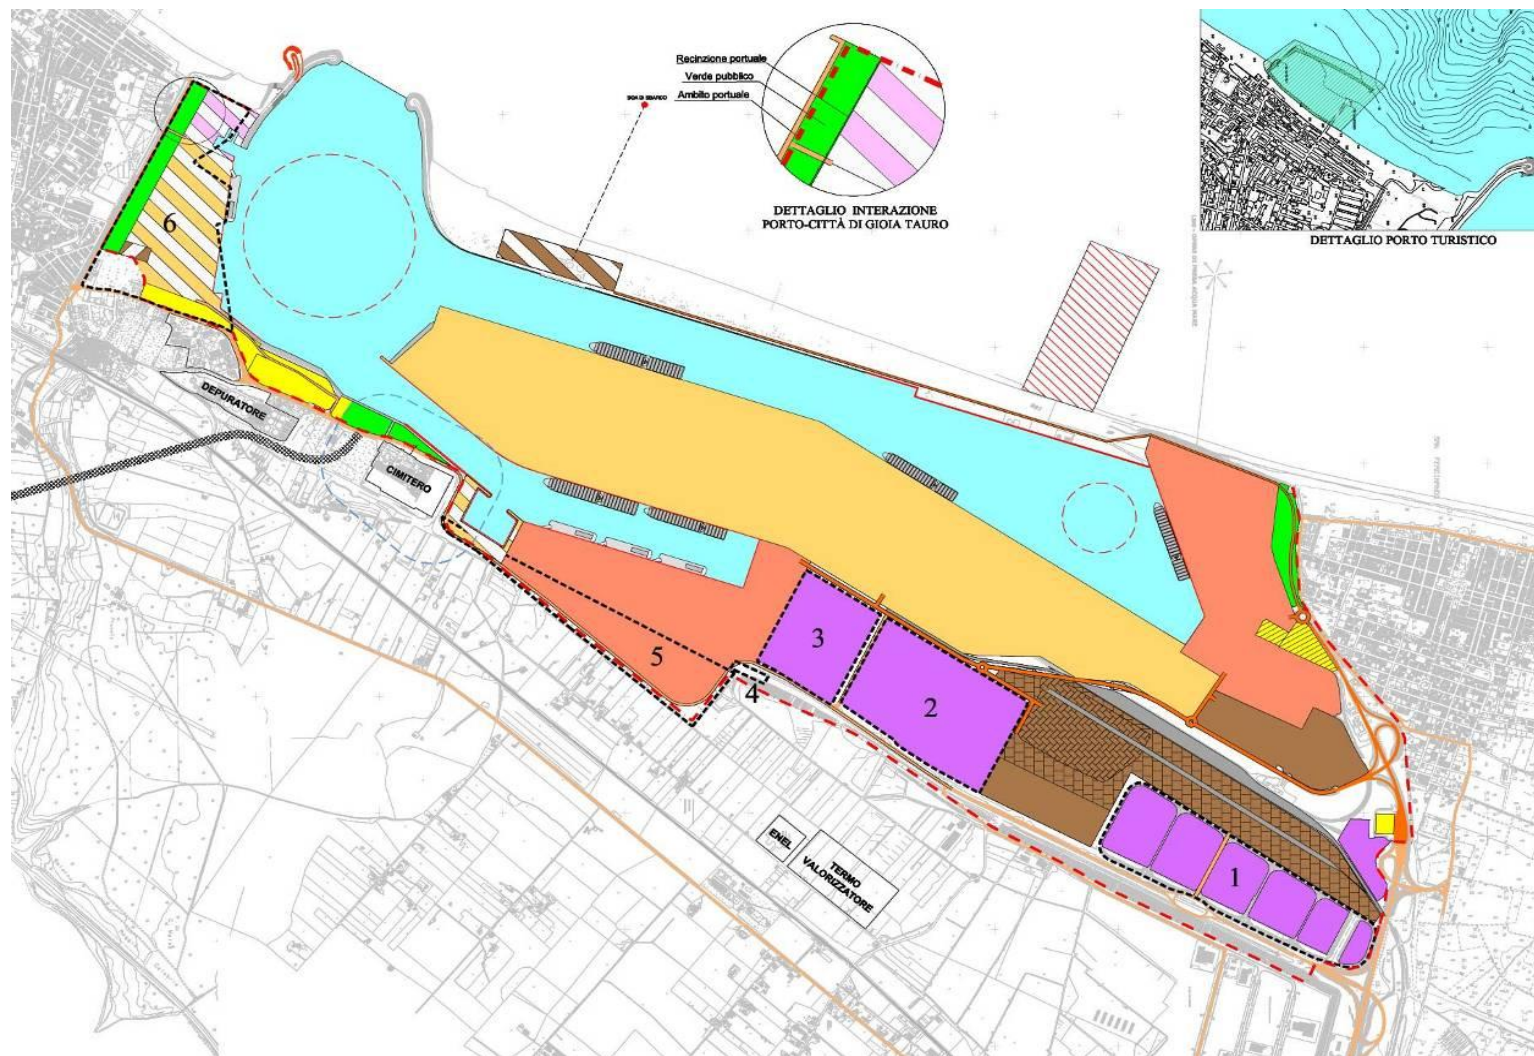 Recinzione portuale
Verde pubblico
Ambito portuale
DETTAGLIO INTERAZIONE
PORTO-CITTÀ DI GIOIA TAURO
DETTAGLIO PORTO TURISTICO
6
DEPURATORE
CIMITERO
5
4
3
2
1
ENEL
TERMO
VALORIZZATORE